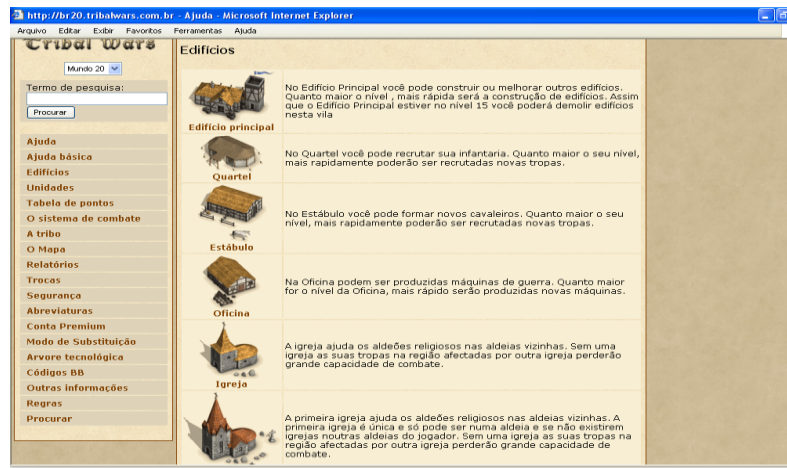 http://br20.tribalwars.com.br - Ajuda - Microsoft Internet Explorer
Arquivo Editar Exibir Favoritos Ferramentas Ajuda
Tribal Wars
Mundo 20
Termo de pesquisa:
Procurar
Ajuda
Ajuda básica
Edifícios
Unidades
Tabela de pontos
O sistema de combate
A tribo
O Mapa
Relatórios
Trocas
Segurança
Abreviaturas
Conta Premium
Modo de Substituição
Arvore tecnológica
Códigos BB
Outras informações
Regras
Procurar
Edifícios
No Edifício Principal você pode construir ou melhorar outros edifícios.
Quanto maior o nível , mais rápida será a construção de edifícios. Assim
que o Edifício Principal estiver no nível 15 você poderá demolir edifícios
nesta vila
Edifício principal
No Quartel você pode recrutar sua infantaria. Quanto maior o seu nível,
mais rapidamente poderão ser recrutadas novas tropas.
Quartel
No Estábulo você pode formar novos cavaleiros. Quanto maior o seu
nível, mais rapidamente poderão ser recrutadas novas tropas.
Estábulo
Na Oficina podem ser produzidas máquinas de guerra. Quanto maior
for o nível da Oficina, mais rápido serão produzidas novas máquinas.
Oficina
A igreja ajuda os aldeões religiosos nas aldeias vizinhas. Sem uma
igreja as suas tropas na região afectadas por outra igreja perderão
grande capacidade de combate.
Igreja
A primeira igreja ajuda os aldeões religiosos nas aldeias vizinhas. A
primeira igreja é única e só pode ser numa aldeia e se não existirem
igrejas noutras aldeias do jogador. Sem uma igreja as suas tropas na
região afectadas por outra igreja perderão grande capacidade de
combate.